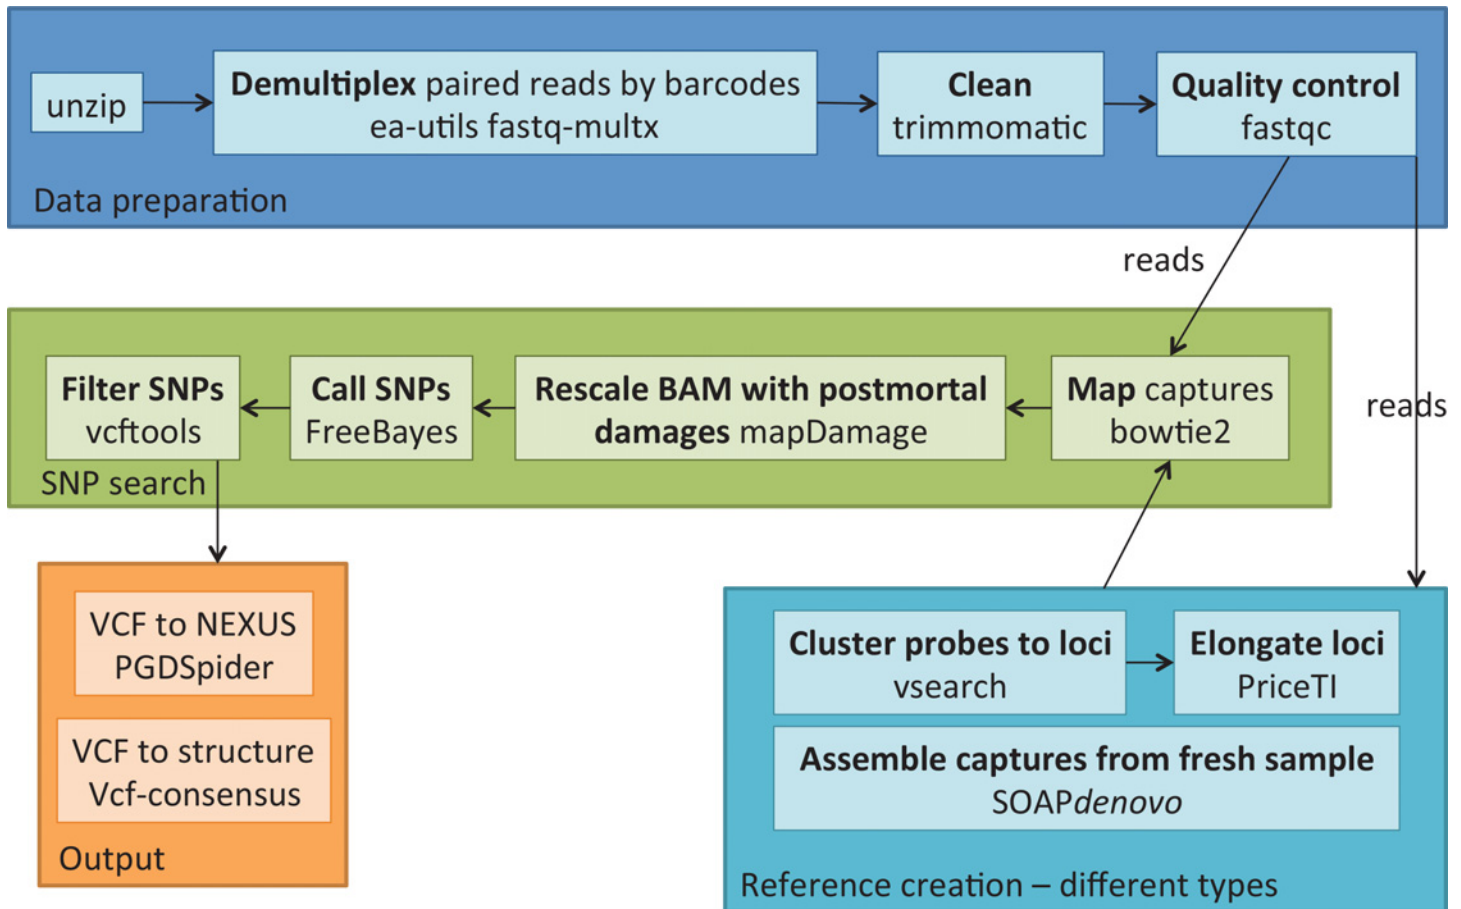 unzip
Demultiplex paired reads by barcodes
ea-utils fastq-multx
Clean
trimmomatic
Quality control
fastqc
Data preparation
reads
reads
Filter SNPs
vcftools
Call SNPs
FreeBayes
Rescale BAM with postmortal
damages mapDamage
Map captures
bowtie2
SNP search
VCF to NEXUS
PGDSpider
VCF to structure
Vcf-consensus
Output
Cluster probes to loci
vsearch
Elongate loci
PriceTI
Assemble captures from fresh sample
SOAPdenovo
Reference creation – different types